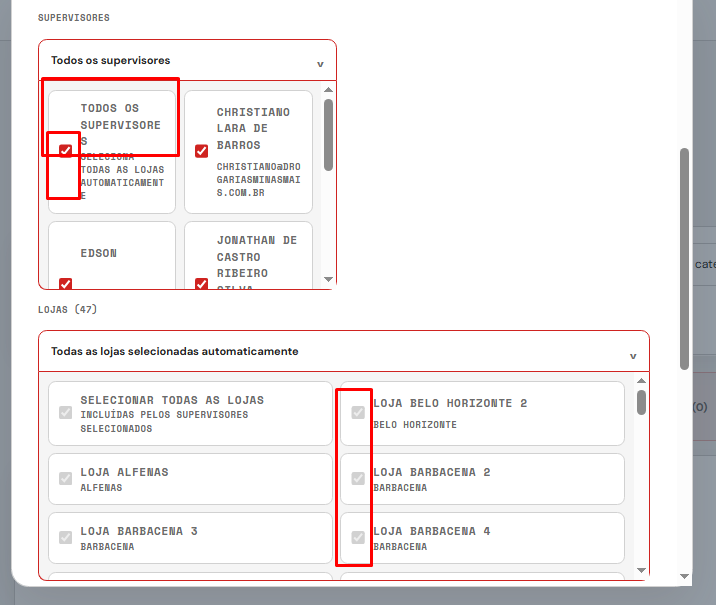 SUPERVISORES
Todos os supervisores
v
TODOS OS
SUPERVISORE
S
SELECIONA
TODAS AS LOJAS
AUTOMATICAMENT
E
CHRISTIANO
LARA DE
BARROS
CHRISTIANO@DRO
GARIASMINASMAI
S.COM.BR
EDSON
JONATHAN DE
CASTRO
RIBEIRO
SILVA
LOJAS (47)
Todas as lojas selecionadas automaticamente
v
SELECIONAR TODAS AS LOJAS
INCLUÍDAS PELOS SUPERVISORES
SELECIONADOS
LOJA BELO HORIZONTE 2
BELO HORIZONTE
LOJA ALFENAS
ALFENAS
LOJA BARBACENA 2
BARBACENA
LOJA BARBACENA 3
BARBACENA
LOJA BARBACENA 4
BARBACENA
cate
(0)